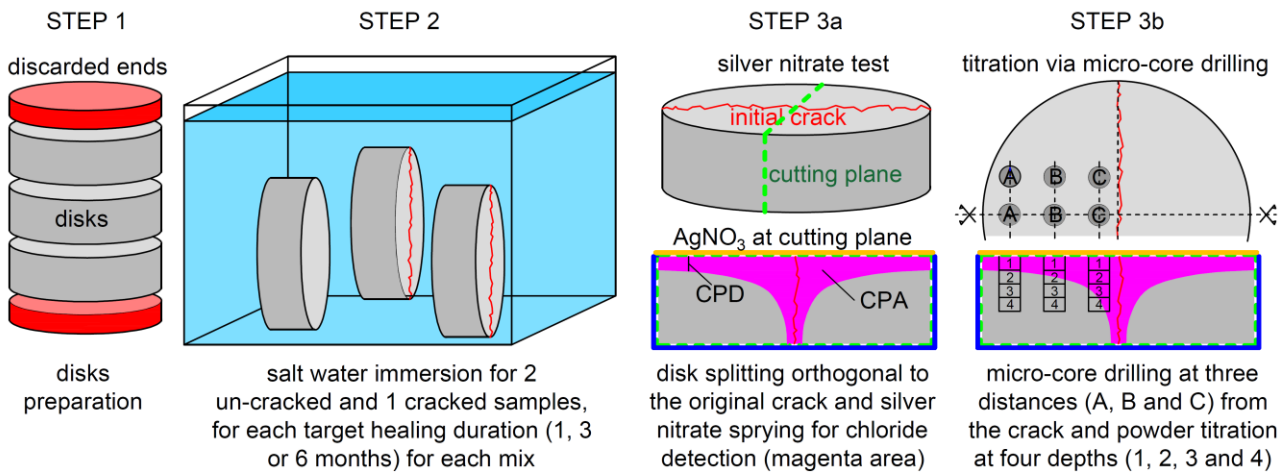 STEP 1
discarded ends
disks
disks
preparation
STEP 2
salt water immersion for 2
un-cracked and 1 cracked samples,
for each target healing duration (1, 3
or 6 months) for each mix
STEP 3a
silver nitrate test
initial crack
cutting plane
AgNO3 at cutting plane
CPD
CPA
disk splitting orthogonal to
the original crack and silver
nitrate sprying for chloride
detection (magenta area)
STEP 3b
titration via micro-core drilling
A B C
A B C
1 1 1
2 2 2
3 3 3
4 4 4
micro-core drilling at three
distances (A, B and C) from
the crack and powder titration
at four depths (1, 2, 3 and 4)